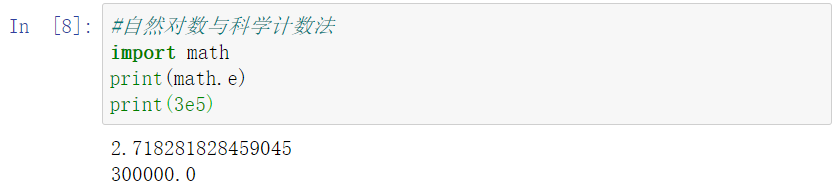 In [8]: #自然对数与科学计数法
import math
print(math.e)
print(3e5)
2.718281828459045
300000.0